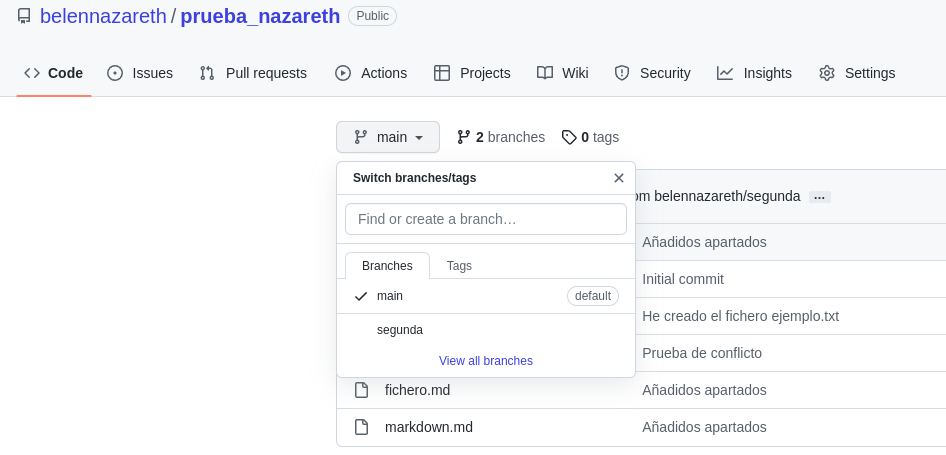 belennazareth / prueba_nazareth Public
Code Issues Pull requests Actions Projects Wiki Security Insights Settings
main 2 branches 0 tags
Switch branches/tags
belennazareth/segunda ...
Find or create a branch…
Añadidos apartados
Branches Tags
Initial commit
main default
He creado el fichero ejemplo.txt
segunda
Prueba de conflicto
View all branches
fichero.md Añadidos apartados
markdown.md Añadidos apartados